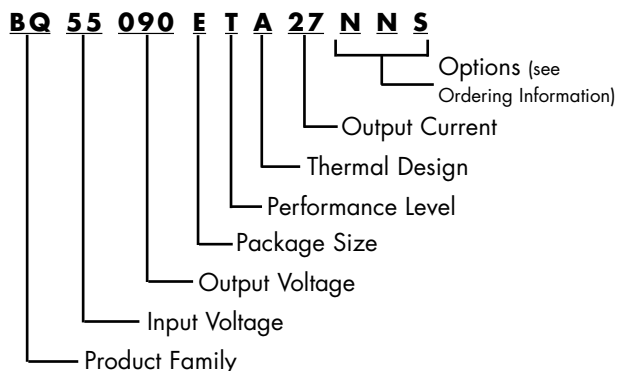 BQ 55 090 E T A 27 N N S
Options (see
Ordering Information)
Output Current
Thermal Design
Performance Level
Package Size
Output Voltage
Input Voltage
Product Family